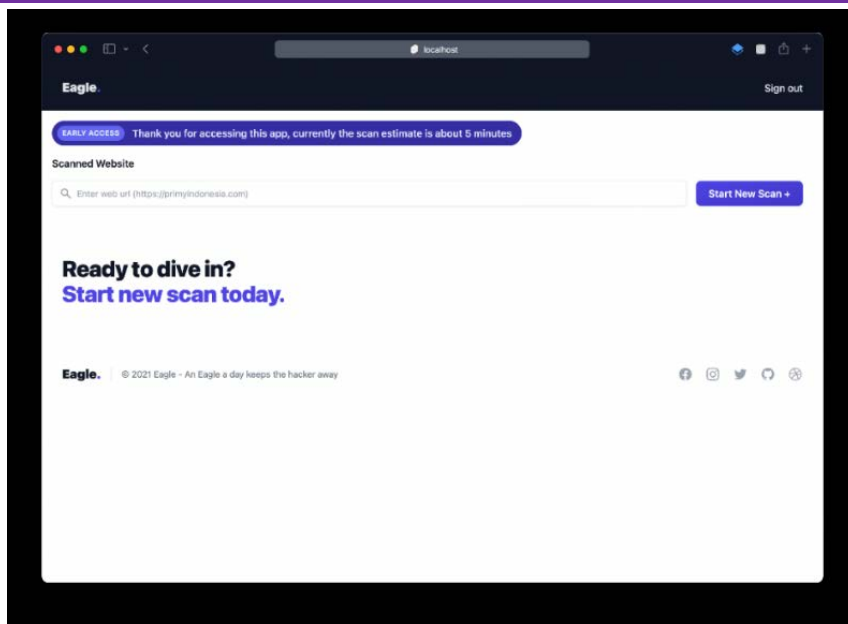 localhost
Eagle.
Sign out
EARLY ACCESS Thank you for accessing this app, currently the scan estimate is about 5 minutes
Scanned Website
Enter web url (https://primyindonesia.com)
Start New Scan +
Ready to dive in?
Start new scan today.
Eagle.
© 2021 Eagle - An Eagle a day keeps the hacker away